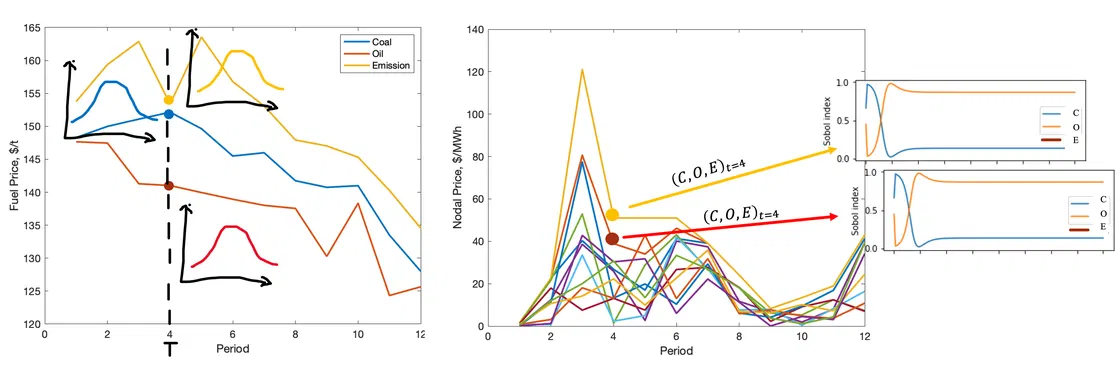 165
160
155
150
145
140
135
130
125
120
Fuel Price, $/t
Coal
Oil
Emission
0
2
4
6
8
10
12
T
Period
140
120
100
80
60
40
20
0
Nodal Price, $/MWh
(C,O,E)t=4
(C,O,E)t=4
0
2
4
6
8
10
12
Period
1.0
0.5
0.0
Sobol index
C
O
E
1.0
0.5
0.0
Sobol index
C
O
E